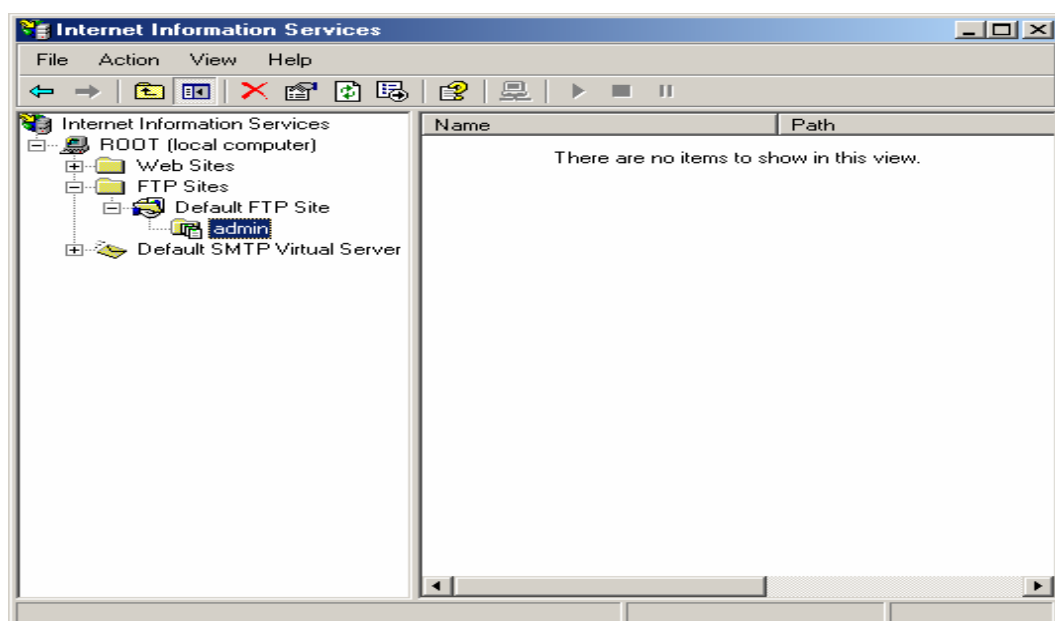 Internet Information Services
File Action View Help
Internet Information Services
ROOT (local computer)
Web Sites
FTP Sites
Default FTP Site
admin
Default SMTP Virtual Server
Name Path
There are no items to show in this view.